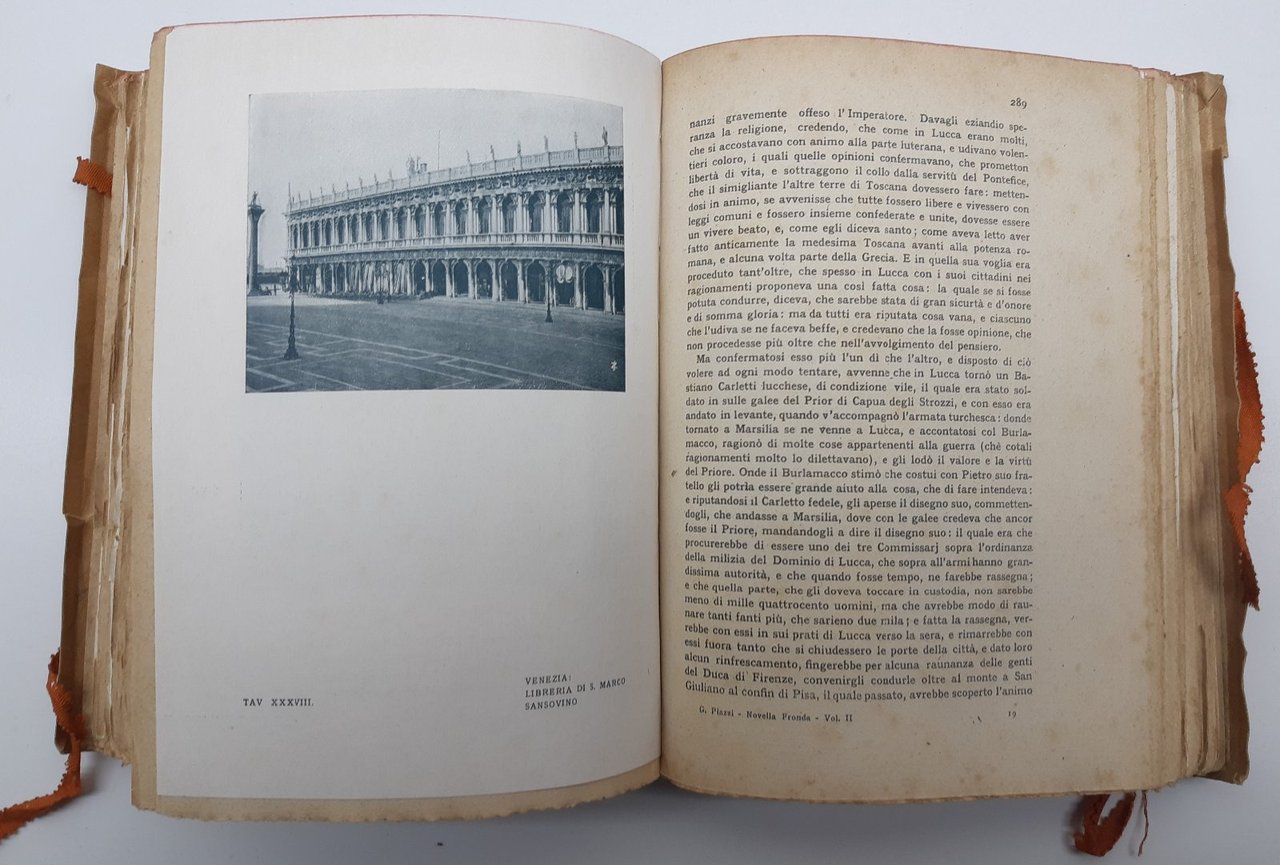 TAV XXXVIII.
VENEZIA:
LIBRERIA DI S. MARCO
SANSOVINO
289
nanzi gravemente offeso l'Imperatore. Davagli eziandio spe-
ranza la religione, credendo, che come in Lucca erano molti,
che si accostavano con animo alla parte luterana, e udivano volen-
tieri coloro, i quali quelle opinioni confermavano, che prometton
libertà di vita, e sottraggono il collo dalla servitù del Pontefice,
che il simigliante l'altre terre di Toscana dovessero fare: metten-
dosi in animo, se avvenisse che tutte fossero libere e vivessero con
leggi comuni e fossero insieme confederate e unite, dovesse essere
un vivere beato, e, come egli diceva santo; come aveva letto aver
fatto anticamente la medesima Toscana avanti alla potenza ro-
mana, e alcuna volta parte della Grecia. E in quella sua voglia era
proceduto tant'oltre, che spesso in Lucca con i suoi cittadini nei
ragionamenti proponeva una così fatta cosa: la quale se si fosse
potuta condurre, diceva, che sarebbe stata di gran sicurtà e d'onore
e di somma gloria: ma da tutti era riputata cosa vana, e ciascuno
che l'udiva se ne faceva beffe, e credevano che la fosse opinione, che
non procedesse più oltre che nell'avvolgimento del pensiero.
Ma confermatosi esso più l'un dì che l'altro, e disposto di ciò
volere ad ogni modo tentare, avvenne che in Lucca tornò un Ba-
stiano Carletti lucchese, di condizione vile, il quale era stato sol-
dato in sulle galee del Prior di Capua degli Strozzi, e con esso era
andato in levante, quando v'accompagnò l'armata turchesca: donde
tornato a Marsilia se ne venne a Lucca, e accontatosi col Burla-
macco, ragionò di molte cose appartenenti alla guerra (chè cotali
ragionamenti molto lo dilettavano), e gli lodò il valore e la virtù
del Priore. Onde il Burlamacco stimò che costui con Pietro suo fra-
tello gli potria essere grande aiuto alla cosa, che di fare intendeva:
e riputandosi il Carletto fedele, gli aperse il disegno suo, commetten-
dogli, che andasse a Marsilia, dove con le galee credeva che ancor
fosse il Priore, mandandogli a dire il disegno suo: il quale era che
procurerebbe di essere uno dei tre Commissarj sopra l'ordinanza
della milizia del Dominio di Lucca, che sopra all'armi hanno gran-
dissima autorità, e che quando fosse tempo, ne farebbe rassegna;
e che quella parte, che gli doveva toccare in custodia, non sarebbe
meno di mille quattrocento uomini, ma che avrebbe modo di rau-
nare tanti fanti più, che sarieno due mila; e fatta la rassegna, ver-
rebbe con essi in sui prati di Lucca verso la sera, e rimarrebbe con
essi fuora tanto che si chiudessero le porte della città, e dato loro
alcun rinfrescamento, fingerebbe per alcuna raunanza delle genti
del Duca di Firenze, convenirgli condurle oltre al monte a San
Giuliano al confin di Pisa, il quale passato, avrebbe scoperto l'animo
G. Piazzi - Novella Fronda - Vol. II
19